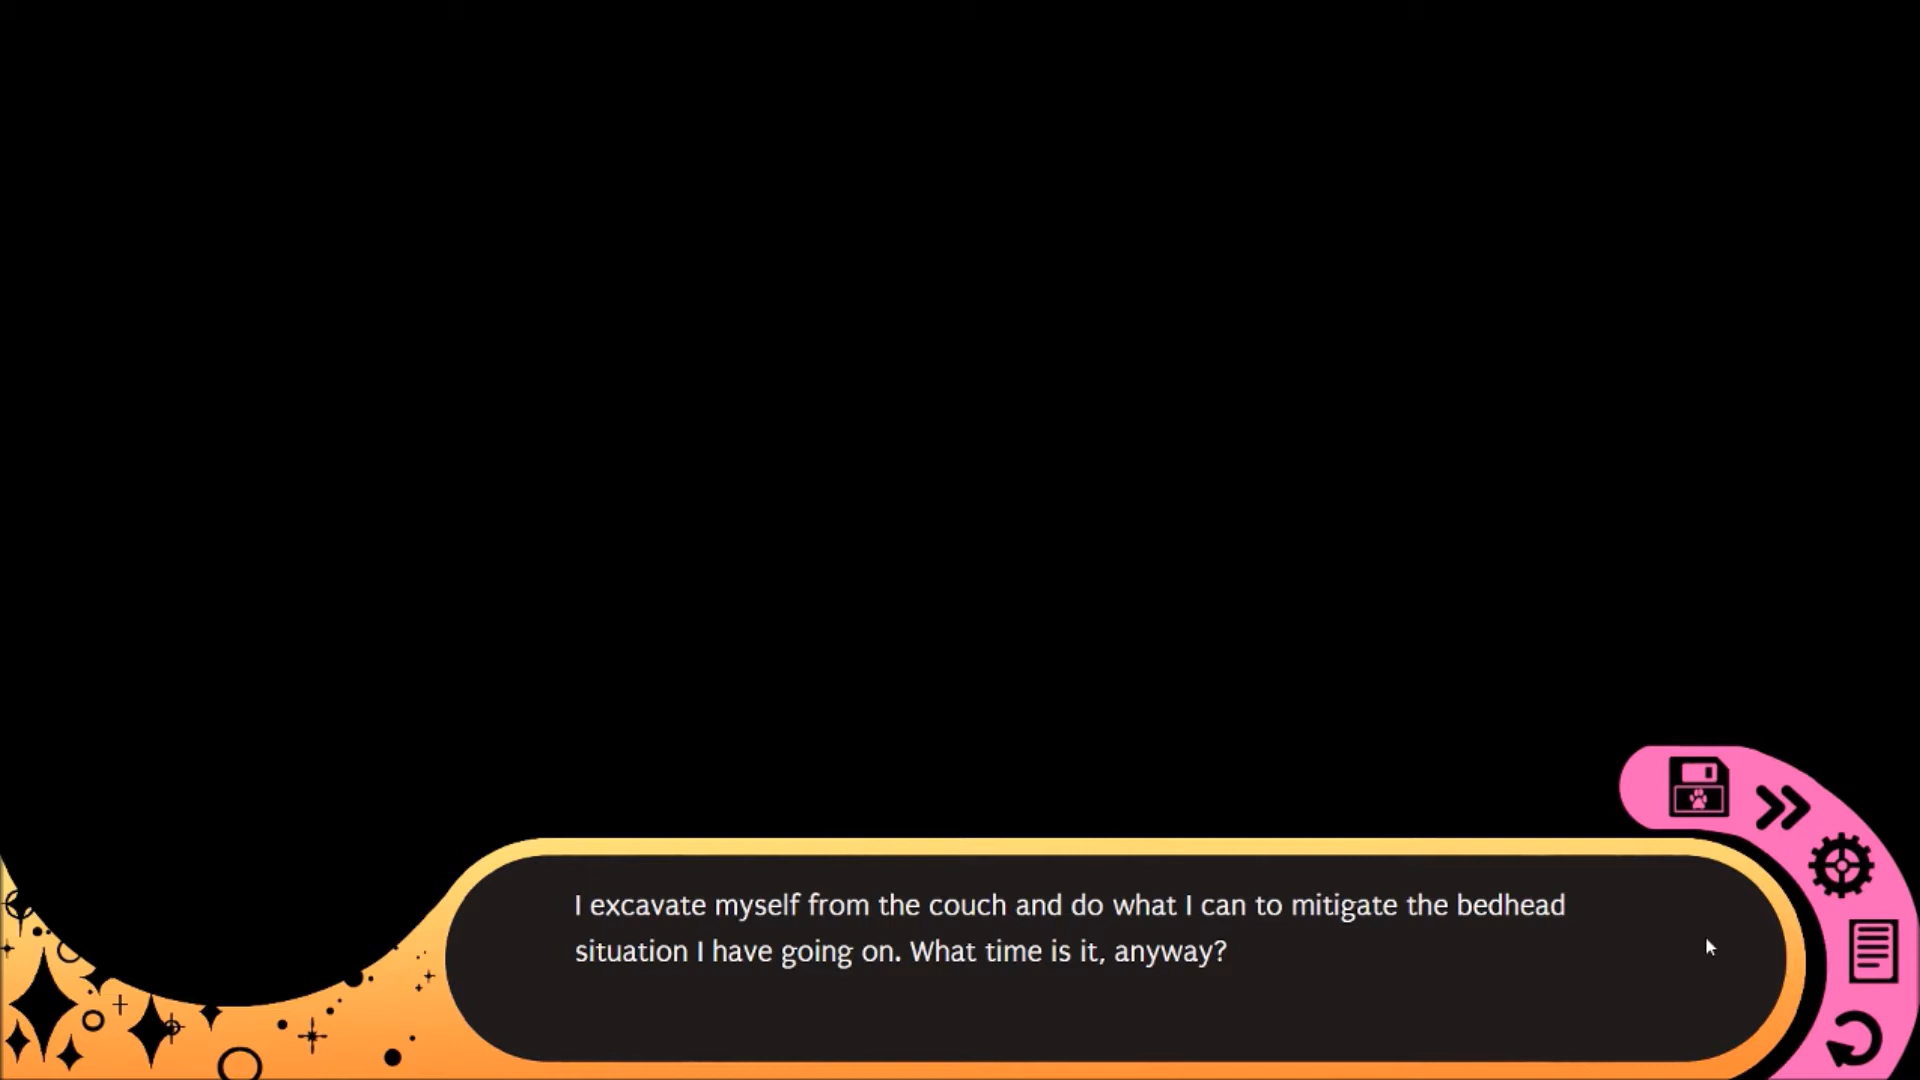 I excavate myself from the couch and do what I can to mitigate the bedhead
situation I have going on. What time is it, anyway?